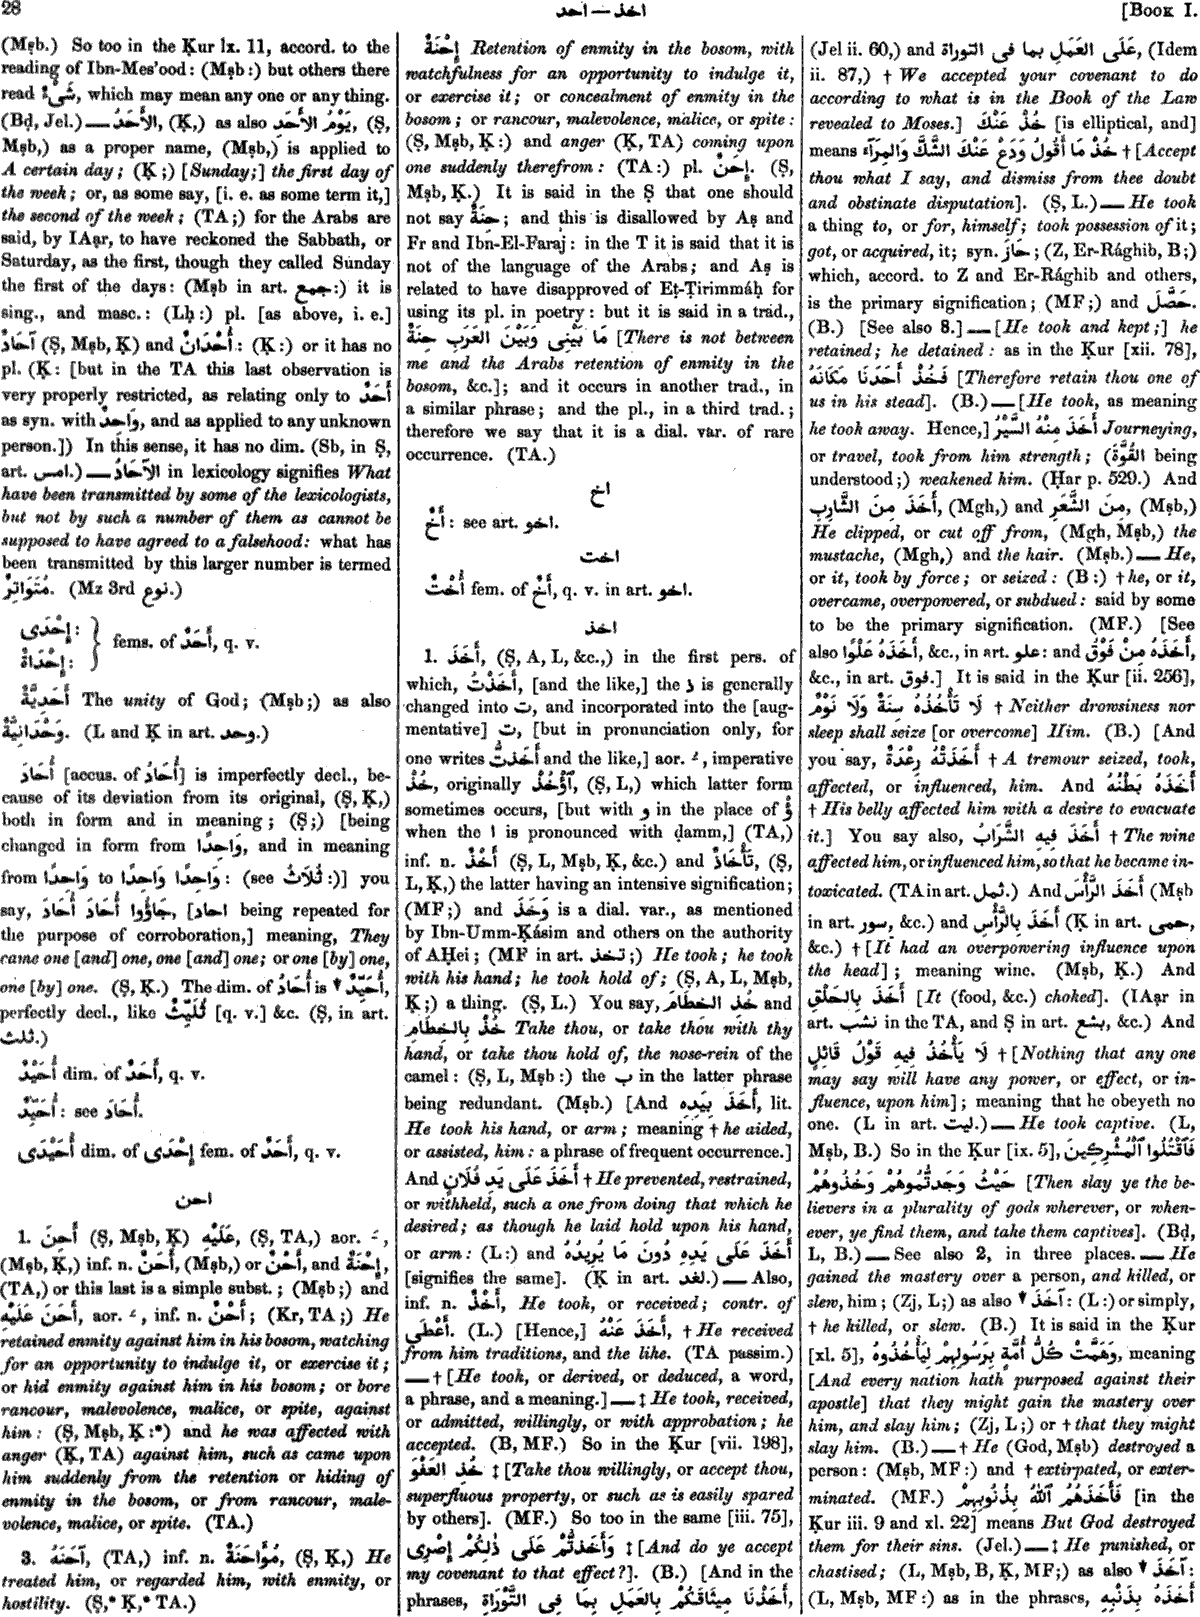 28
احد — اخذ
[BOOK I.
(Mṣb.) So too in the Ḳur lx. 11, accord. to the
reading of Ibn-Mes'ood: (Mṣb:) but others there
read شَىْءٌ, which may mean any one or any thing.
(Bḍ, Jel.) — الأَحَدُ, (Ḳ,) as also يَوْمُ الأَحَدِ, (Ṣ,
Mṣb,) as a proper name, (Mṣb,) is applied to
A certain day; (Ḳ;) [Sunday;] the first day of
the week; or, as some say, [i. e. as some term it,]
the second of the week; (TA;) for the Arabs are
said, by IAạr, to have reckoned the Sabbath, or
Saturday, as the first, though they called Sunday
the first of the days: (Mṣb in art. جمع:) it is
sing., and masc.: (Lḥ:) pl. [as above, i. e.]
آحَادٌ (Ṣ, Mṣb, Ḳ) and أُحْدَانٌ: (Ḳ:) or it has no
pl. (Ḳ: [but in the TA this last observation is
very properly restricted, as relating only to أَحَدٌ
as syn. with وَاحِدٌ, and as applied to any unknown
person.]) In this sense, it has no dim. (Sb, in Ṣ,
art. امس.) — الآحَادُ in lexicology signifies What
have been transmitted by some of the lexicologists,
but not by such a number of them as cannot be
supposed to have agreed to a falsehood: what has
been transmitted by this larger number is termed
مُتَوَاتِرٌ. (Mz 3rd نوع.)
إِحْدَى:
إِحْدَاةٌ: } fems. of أَحَدٌ, q. v.
أَحَدِيَّةٌ The unity of God; (Mṣb;) as also
وَحْدَانِيَّةٌ. (L and Ḳ in art. وحد.)
أُحَادَ [accus. of أُحَادُ] is imperfectly decl., be-
cause of its deviation from its original, (Ṣ, Ḳ,)
both in form and in meaning; (Ṣ;) [being
changed in form from وَاحِدًا, and in meaning
from وَاحِدًا وَاحِدًا to وَاحِدًا: (see ثُلَاثُ:)] you
say, جَاؤُوا أُحَادَ أُحَادَ, [احاد being repeated for
the purpose of corroboration,] meaning, They
came one [and] one, one [and] one; or one [by] one,
one [by] one. (Ṣ, Ḳ.) The dim. of أُحَادُ is ▼ أُحَيِّدٌ,
perfectly decl., like ثُلَيِّثٌ [q. v.] &c. (Ṣ, in art.
ثلث.)
أُحَيْدٌ dim. of أَحَدٌ, q. v.
أُحَيِّدٌ: see أُحَادَ.
أُحَيْدَى dim. of إِحْدَى fem. of أَحَدٌ, q. v.
احن
1. أَحِنَ (Ṣ, Mṣb, Ḳ) عَلَيْهِ, (Ṣ, TA,) aor. ـَ,
(Mṣb, Ḳ,) inf. n. أَحَنٌ, (Mṣb,) or أَحْنٌ, and إِحْنَةٌ,
(TA,) or this last is a simple subst.; (Mṣb;) and
أَحَنَ عَلَيْهِ, aor. ـَ, inf. n. أَحْنٌ; (Kr, TA;) He
retained enmity against him in his bosom, watching
for an opportunity to indulge it, or exercise it;
or hid enmity against him in his bosom; or bore
rancour, malevolence, malice, or spite, against
him: (Ṣ, Mṣb, Ḳ:*) and he was affected with
anger (Ḳ, TA) against him, such as came upon
him suddenly from the retention or hiding of
enmity in the bosom, or from rancour, male-
volence, malice, or spite. (TA.)
3. آحَنَهُ, (TA,) inf. n. مُؤَاحَنَةٌ, (Ṣ, Ḳ,) He
treated him, or regarded him, with enmity, or
hostility. (Ṣ,* Ḳ,* TA.)
إِحْنَةٌ Retention of enmity in the bosom, with
watchfulness for an opportunity to indulge it,
or exercise it; or concealment of enmity in the
bosom; or rancour, malevolence, malice, or spite:
(Ṣ, Mṣb, Ḳ:) and anger (Ḳ, TA) coming upon
one suddenly therefrom: (TA:) pl. إِحَنٌ. (Ṣ,
Mṣb, Ḳ.) It is said in the Ṣ that one should
not say حِنَةٌ; and this is disallowed by Aṣ and
Fr and Ibn-El-Faraj: in the T it is said that it is
not of the language of the Arabs; and Aṣ is
related to have disapproved of Eṭ-Ṭirimmáḥ for
using its pl. in poetry: but it is said in a trad.,
مَا بَيْنِى وَبَيْنَ العَرَبِ حِنَةٌ [There is not between
me and the Arabs retention of enmity in the
bosom, &c.]; and it occurs in another trad., in
a similar phrase; and the pl., in a third trad.;
therefore we say that it is a dial. var. of rare
occurrence. (TA.)
اخ
أَخٌ: see art. اخو.
اخت
أُخْتٌ fem. of أَخٌ, q. v. in art. اخو.
اخذ
1. أَخَذَ, (Ṣ, A, L, &c.,) in the first pers. of
which, أَخَذْتُ, [and the like,] the ذ is generally
changed into ت, and incorporated into the [aug-
mentative] ت, [but in pronunciation only, for
one writes أَخَذتُّ and the like,] aor. ـُ, imperative
خُذْ, originally اُؤْخُذْ, (Ṣ, L,) which latter form
sometimes occurs, [but with و in the place of ؤ
when the ا is pronounced with ḍamm,] (TA,)
inf. n. أَخْذٌ (Ṣ, L, Mṣb, Ḳ, &c.) and تَأْخَاذٌ, (Ṣ,
L, Ḳ,) the latter having an intensive signification;
(MF;) and وَخَذَ is a dial. var., as mentioned
by Ibn-Umm-Ḳásim and others on the authority
of AḤei; (MF in art. تخذ;) He took; he took
with his hand; he took hold of; (Ṣ, A, L, Mṣb,
Ḳ;) a thing. (Ṣ, L.) You say, خُذِ الخِطَامَ and
خُذْ بِالخِطَامِ Take thou, or take thou with thy
hand, or take thou hold of, the nose-rein of the
camel: (Ṣ, L, Mṣb:) the ب in the latter phrase
being redundant. (Mṣb.) [And أَخَذَ بِيَدِهِ, lit.
He took his hand, or arm; meaning † he aided,
or assisted, him: a phrase of frequent occurrence.]
And أَخَذَ عَلَى يَدِ فُلَانٍ † He prevented, restrained,
or withheld, such a one from doing that which he
desired; as though he laid hold upon his hand,
or arm: (L:) and أَخَذَ عَلَى يَدِهِ دُونَ مَا يُرِيدُهُ
[signifies the same]. (Ḳ in art. لغد.) — Also,
inf. n. أَخْذٌ, He took, or received; contr. of
أَعْطَى. (L.) [Hence,] أَخَذَ عَنْهُ, † He received
from him traditions, and the like. (TA passim.)
— † [He took, or derived, or deduced, a word,
a phrase, and a meaning.] — ‡ He took, received,
or admitted, willingly, or with approbation; he
accepted. (B, MF.) So in the Ḳur [vii. 198],
خُذِ العَفْوَ ‡ [Take thou willingly, or accept thou,
superfluous property, or such as is easily spared
by others]. (MF.) So too in the same [iii. 75],
وَأَخَذْتُمْ عَلَى ذٰلِكُمْ إِصْرِى ‡ [And do ye accept
my covenant to that effect?]. (B.) [And in the
phrases, أَخَذْنَا مِيثَاقَكُمْ بِالعَمَلِ بِمَا فِى التَّوْرَاةِ,
(Jel ii. 60,) and عَلَى العَمَلِ بما فى التوراة, (Idem
ii. 87,) † We accepted your covenant to do
according to what is in the Book of the Law
revealed to Moses.] خُذْ عَنْكَ [is elliptical, and]
means خُذْ مَا أَقُولُ وَدَعْ عَنْكَ الشَّكَّ وَالمِرَآءَ † [Accept
thou what I say, and dismiss from thee doubt
and obstinate disputation]. (Ṣ, L.) — He took
a thing to, or for, himself; took possession of it;
got, or acquired, it; syn. حَازَ; (Z, Er-Rághib, B;)
which, accord. to Z and Er-Rághib and others,
is the primary signification; (MF;) and حَصَّلَ.
(B.) [See also 8.] — [He took and kept;] he
retained; he detained: as in the Ḳur [xii. 78],
فَخُذْ أَحَدَنَا مَكَانَهُ [Therefore retain thou one of
us in his stead]. (B.) — [He took, as meaning
he took away. Hence,] أَخَذَ مِنْهُ السَّيْرُ Journeying,
or travel, took from him strength; (القُوَّةَ being
understood;) weakened him. (Ḥar p. 529.) And
أَخَذَ مِنَ الشَّارِبِ, (Mgh,) and مِنَ الشَّعَرِ, (Mṣb,)
He clipped, or cut off from, (Mgh, Mṣb,) the
mustache, (Mgh,) and the hair. (Mṣb.) — He,
or it, took by force; or seized: (B:) † he, or it,
overcame, overpowered, or subdued: said by some
to be the primary signification. (MF.) [See
also أَخَذَهُ عَلْوًا, &c., in art. علو: and أَخَذَهُ مِنْ فَوْقُ,
&c., in art. فوق.] It is said in the Ḳur [ii. 256],
لَا تَأْخُذُهُ سِنَةٌ وَلَا نَوْمٌ † Neither drowsiness nor
sleep shall seize [or overcome] Him. (B.) [And
you say, أَخَذَتْهُ رِعْدَةٌ † A tremour seized, took,
affected, or influenced, him. And أَخَذَهُ بَطْنُهُ
† His belly affected him with a desire to evacuate
it.] You say also, أَخَذَ فِيهِ الشَّرَابُ † The wine
affected him, or influenced him, so that he became in-
toxicated. (TA in art. ثمل.) And أَخَذَ الرَّأْسَ (Mṣb
in art. سور, &c.) and أَخَذَ بِالرَّأْسِ (Ḳ in art. حمى,
&c.) † [It had an overpowering influence upon
the head]; meaning wine. (Mṣb, Ḳ.) And
أَخَذَ بِالحَلْقِ [It (food, &c.) choked]. (IAạr in
art. نشب in the TA, and Ṣ in art. بشع, &c.) And
لَا يَأْخُذُ فِيهِ قَوْلُ قَائِلٍ † [Nothing that any one
may say will have any power, or effect, or in-
fluence, upon him]; meaning that he obeyeth no
one. (L in art. ليت.) — He took captive. (L,
Mṣb, B.) So in the Ḳur [ix. 5], فَٱقْتُلُوا ٱلْمُشْرِكِينَ
حَيْثُ وَجَدتُّمُوهُمْ وَخُذُوهُمْ [Then slay ye the be-
lievers in a plurality of gods wherever, or when-
ever, ye find them, and take them captives]. (Bḍ,
L, B.) — See also 2, in three places. — He
gained the mastery over a person, and killed, or
slew, him; (Zj, L;) as also ▼ آخَذَ: (L:) or simply,
† he killed, or slew. (B.) It is said in the Ḳur
[xl. 5], وَهَمَّتْ كُلُّ أُمَّةٍ بِرَسُولِهِمْ لِيَأْخُذُوهُ, meaning
[And every nation hath purposed against their
apostle] that they might gain the mastery over
him, and slay him; (Zj, L;) or † that they might
slay him. (B.) — † He (God, Mṣb) destroyed a
person: (Mṣb, MF:) and † extirpated, or exter-
minated. (MF.) فَأَخَذَهُمُ ٱللّٰهُ بِذُنُوبِهِمْ [in the
Ḳur iii. 9 and xl. 22] means But God destroyed
them for their sins. (Jel.) — ‡ He punished, or
chastised; (L, Mṣb, B, Ḳ, MF;) as also ▼ آخَذَ:
(L, Mṣb, MF:) as in the phrases, أَخَذَهُ بِذَنْبِهِ